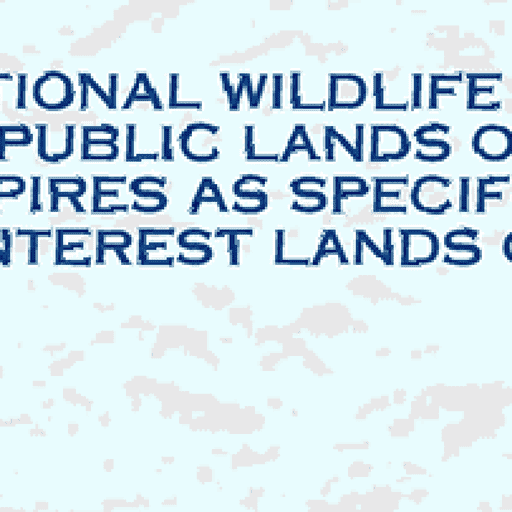 TIONAL WILDLIFE
PUBLIC LANDS O
PIRES AS SPECIF
NTEREST LANDS